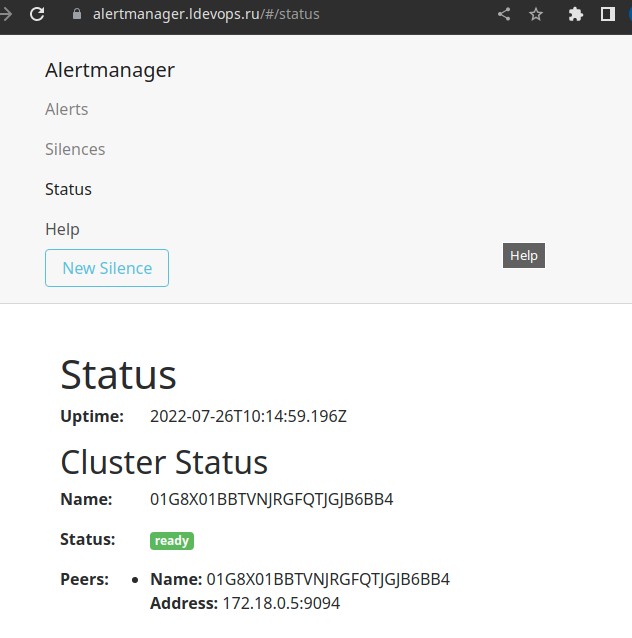 alertmanager.ldevops.ru/#/status
Alertmanager
Alerts
Silences
Status
Help
Help
New Silence
Status
Uptime: 2022-07-26T10:14:59.196Z
Cluster Status
Name: 01G8X01BBTVNJRGFQTJGJB6BB4
Status: ready
Peers: • Name: 01G8X01BBTVNJRGFQTJGJB6BB4
Address: 172.18.0.5:9094